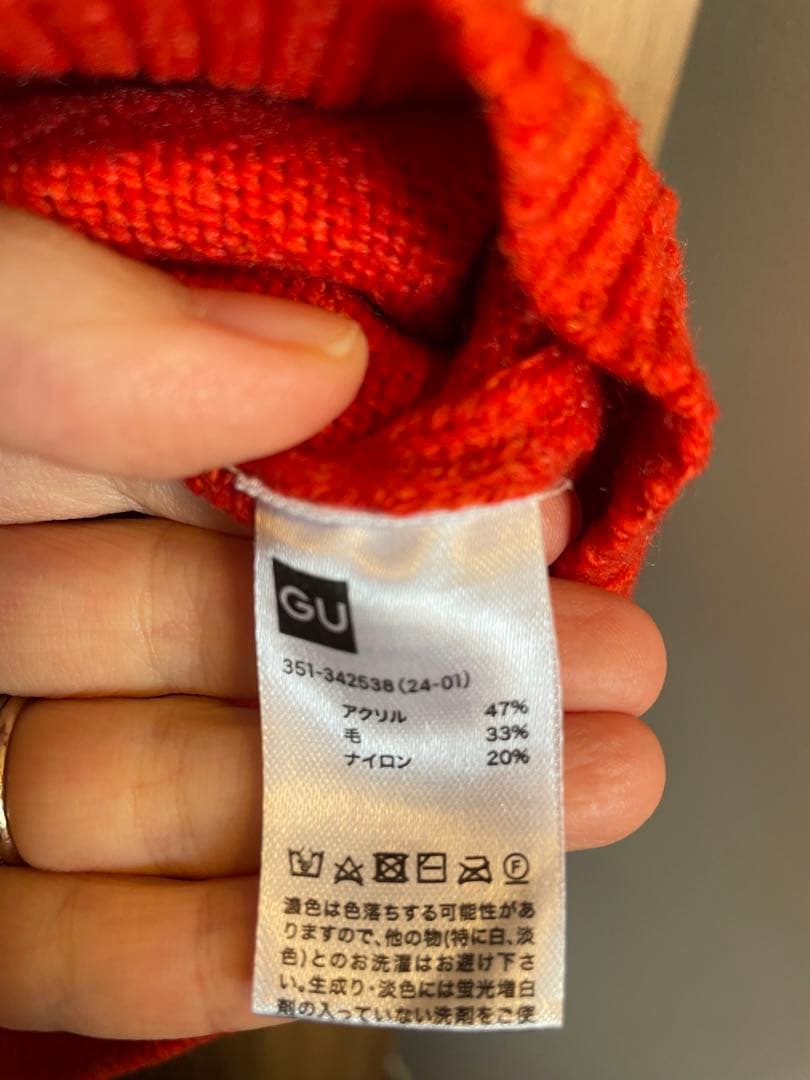 GU
351-342538(24-01)
アクリル 47%
毛 33%
ナイロン 20%
F
濃色は色落ちする可能性があ
りますので、他の物(特に白、淡
色)とのお洗濯はお避け下さ
い。生成り・淡色には蛍光増白
剤の入っていない洗剤をご使